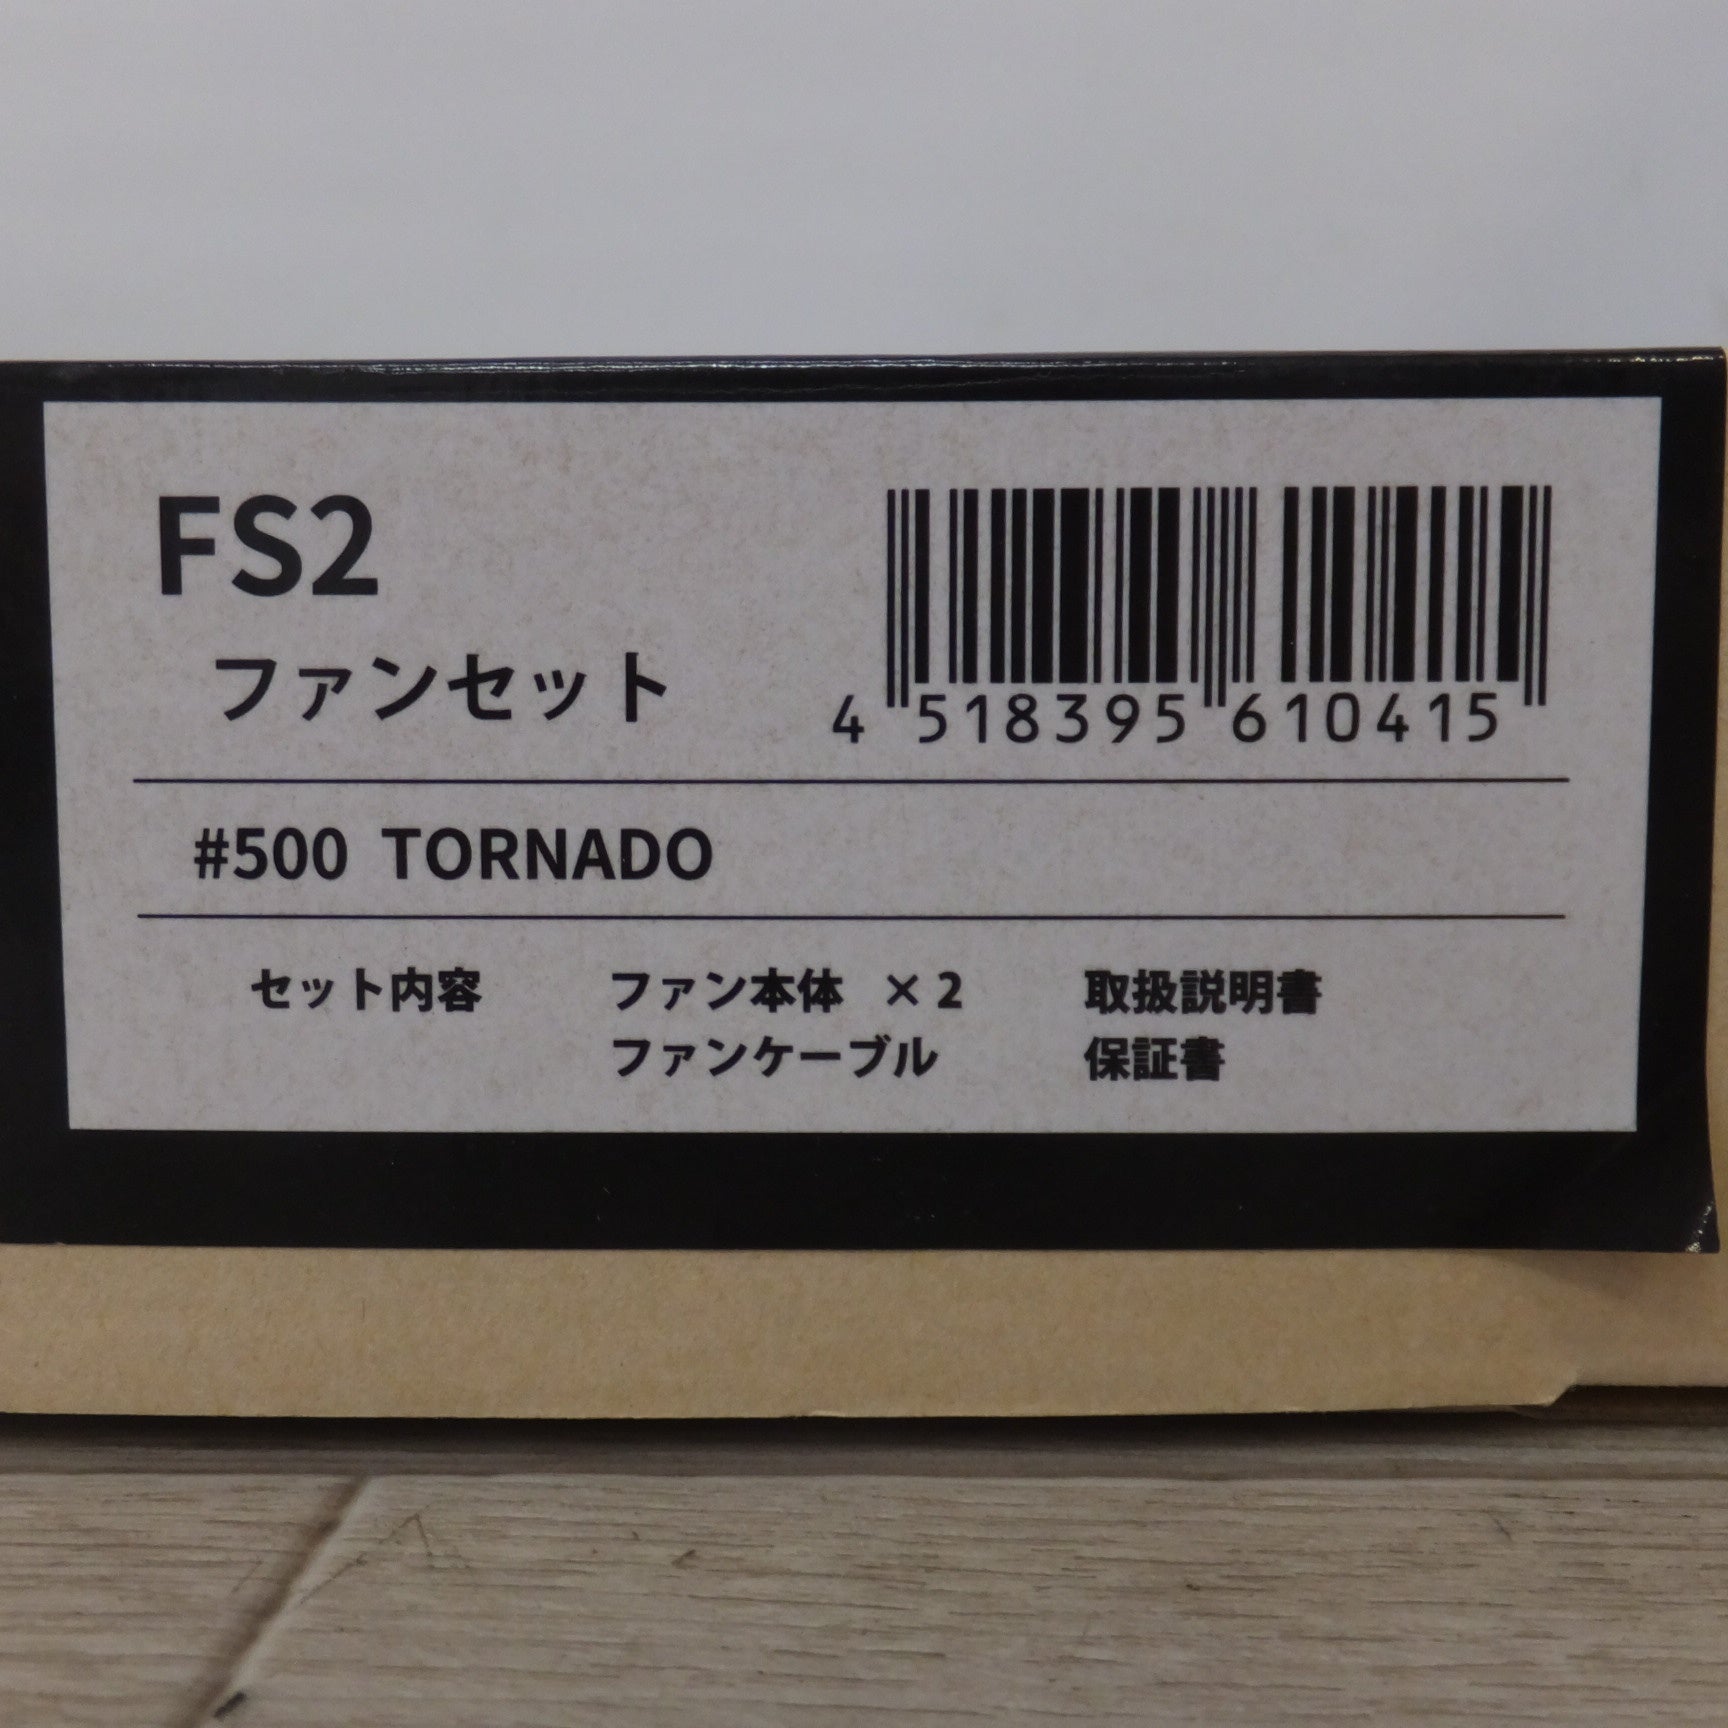 FS2
ファンセット
4 518395 610415
#500 TORNADO
セット内容 ファン本体 ×2 取扱説明書
ファンケーブル 保証書